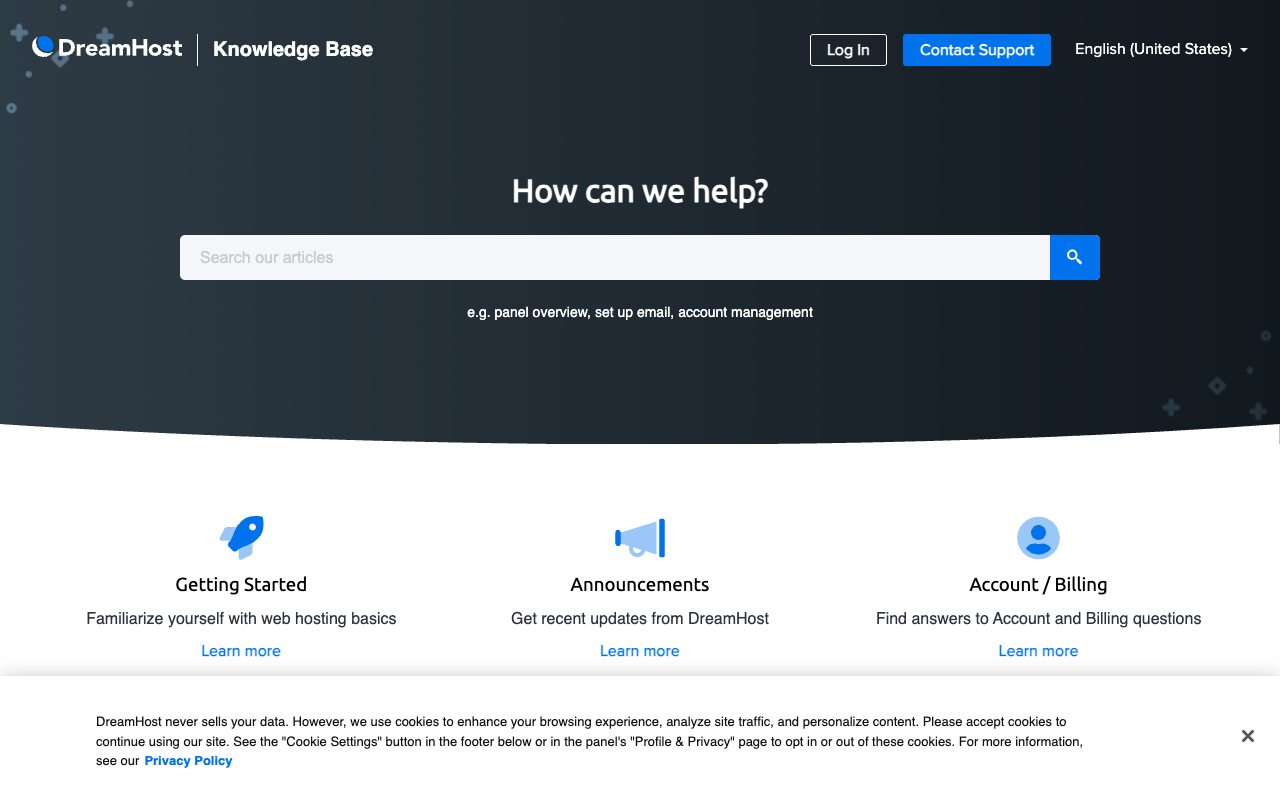 DreamHost
Knowledge Base
Log In
Contact Support
English (United States)
How can we help?
Search our articles
e.g. panel overview, set up email, account management
Getting Started
Familiarize yourself with web hosting basics
Learn more
Announcements
Get recent updates from DreamHost
Learn more
Account / Billing
Find answers to Account and Billing questions
Learn more
DreamHost never sells your data. However, we use cookies to enhance your browsing experience, analyze site traffic, and personalize content. Please accept cookies to
continue using our site. See the "Cookie Settings" button in the footer below or in the panel's "Profile & Privacy" page to opt in or out of these cookies. For more information,
see our Privacy Policy